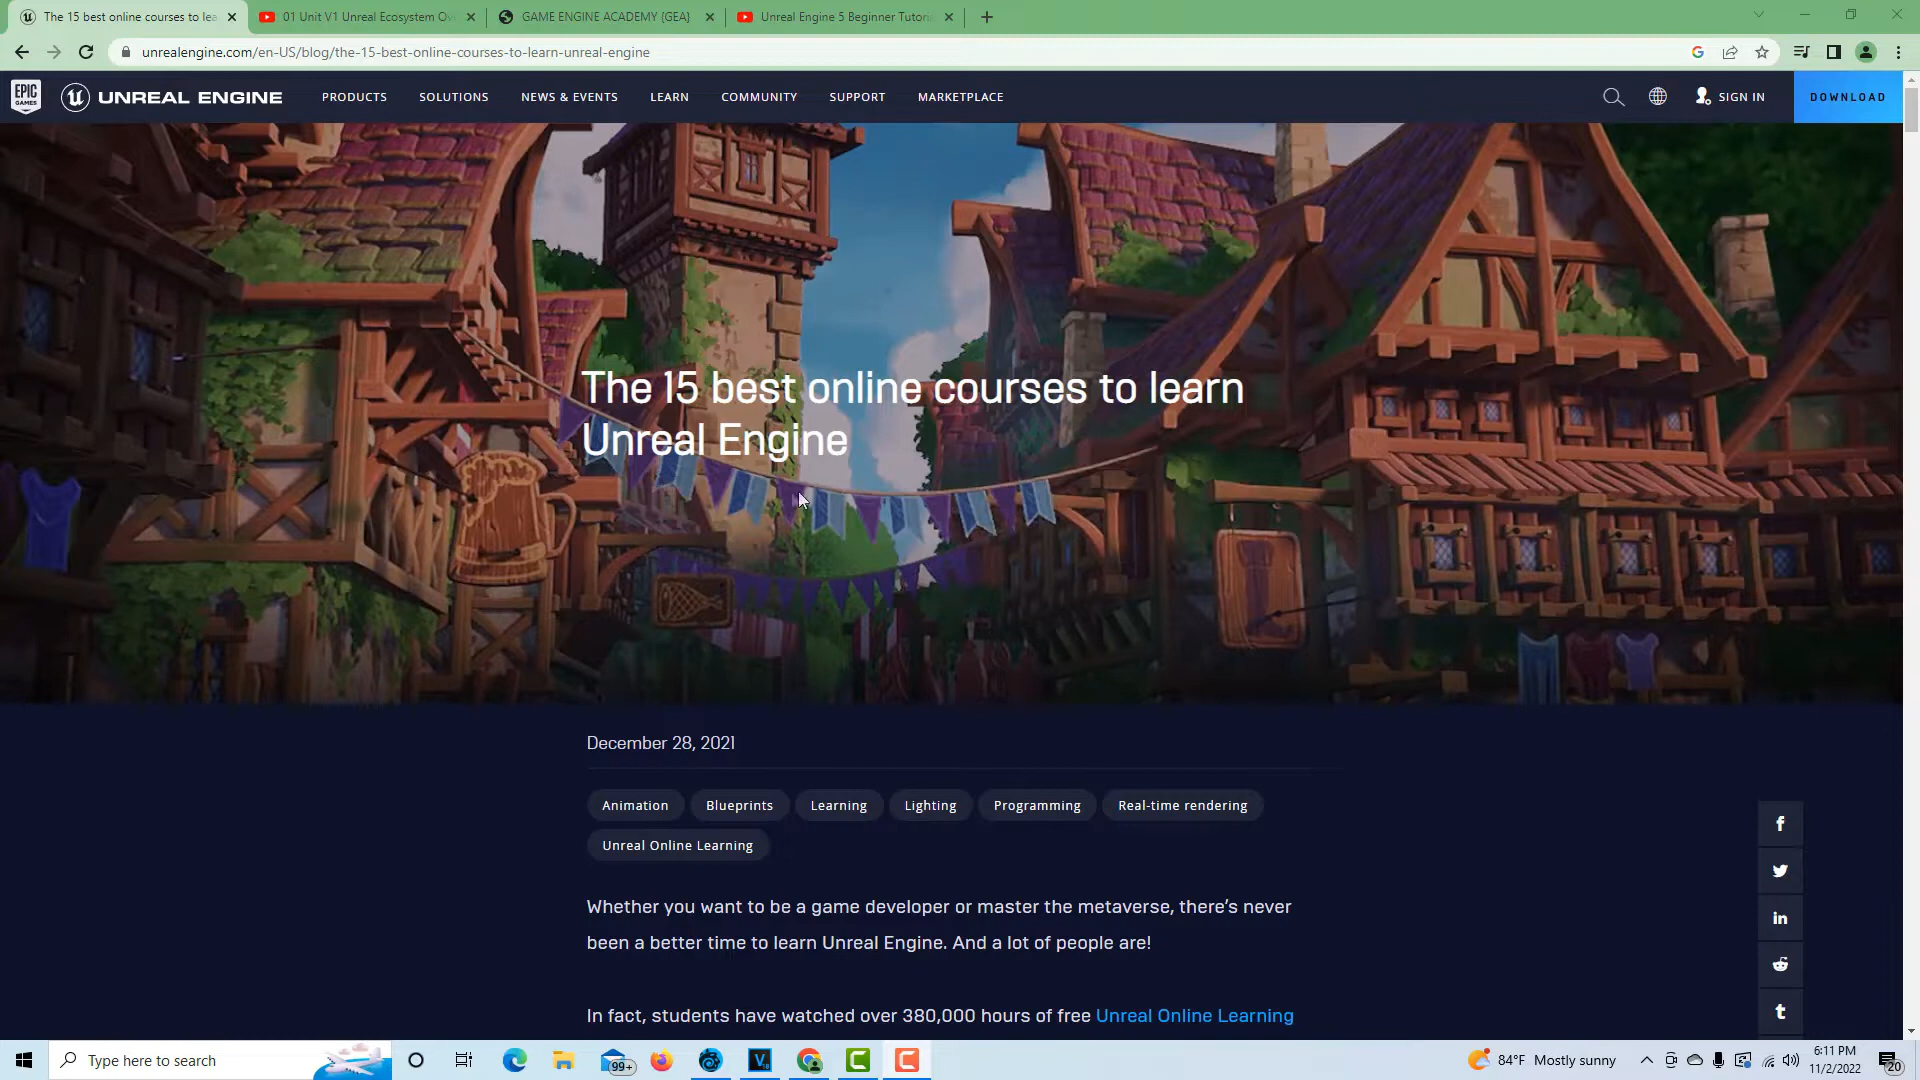 The 15 best online courses to lea
01 Unit V1 Unreal Ecosystem Ov
GAME ENGINE ACADEMY {GEA}
Unreal Engine 5 Beginner Tutori
unrealengine.com/en-US/blog/the-15-best-online-courses-to-learn-unreal-engine
EPIC GAMES
UNREAL ENGINE
PRODUCTS
SOLUTIONS
NEWS & EVENTS
LEARN
COMMUNITY
SUPPORT
MARKETPLACE
SIGN IN
DOWNLOAD
The 15 best online courses to learn
Unreal Engine
December 28, 2021
Animation
Blueprints
Learning
Lighting
Programming
Real-time rendering
Unreal Online Learning
Whether you want to be a game developer or master the metaverse, there’s never
been a better time to learn Unreal Engine. And a lot of people are!
In fact, students have watched over 380,000 hours of free Unreal Online Learning
Type here to search
99+
84°F Mostly sunny
6:11 PM
11/2/2022
20